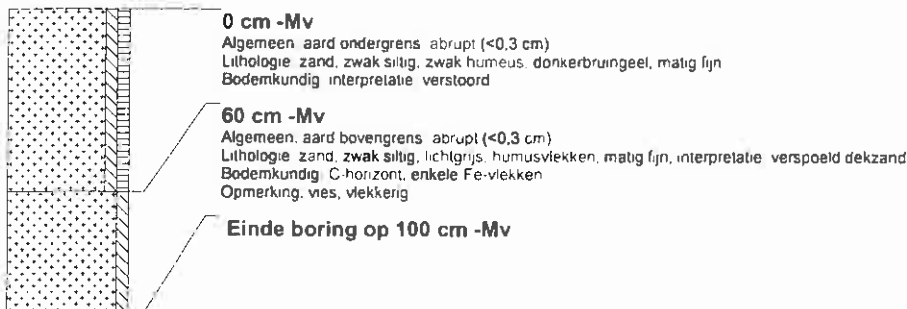 0 cm -Mv
Algemeen aard ondergrens abrupt (<0,3 cm)
Lithologie zand, zwak siltig, zwak humeus, donkerbruingeel, matig fijn
Bodemkundig interpretatie verstoord
60 cm -Mv
Algemeen, aard bovengrens abrupt (<0,3 cm)
Lithologie zand, zwak siltig, lichtgrijs, humusvlekken, matig fijn, interpretatie verspoeld dekzand
Bodemkundig C-horizont, enkele Fe-vlekken
Opmerking. vies, vlekkerig
Einde boring op 100 cm -Mv